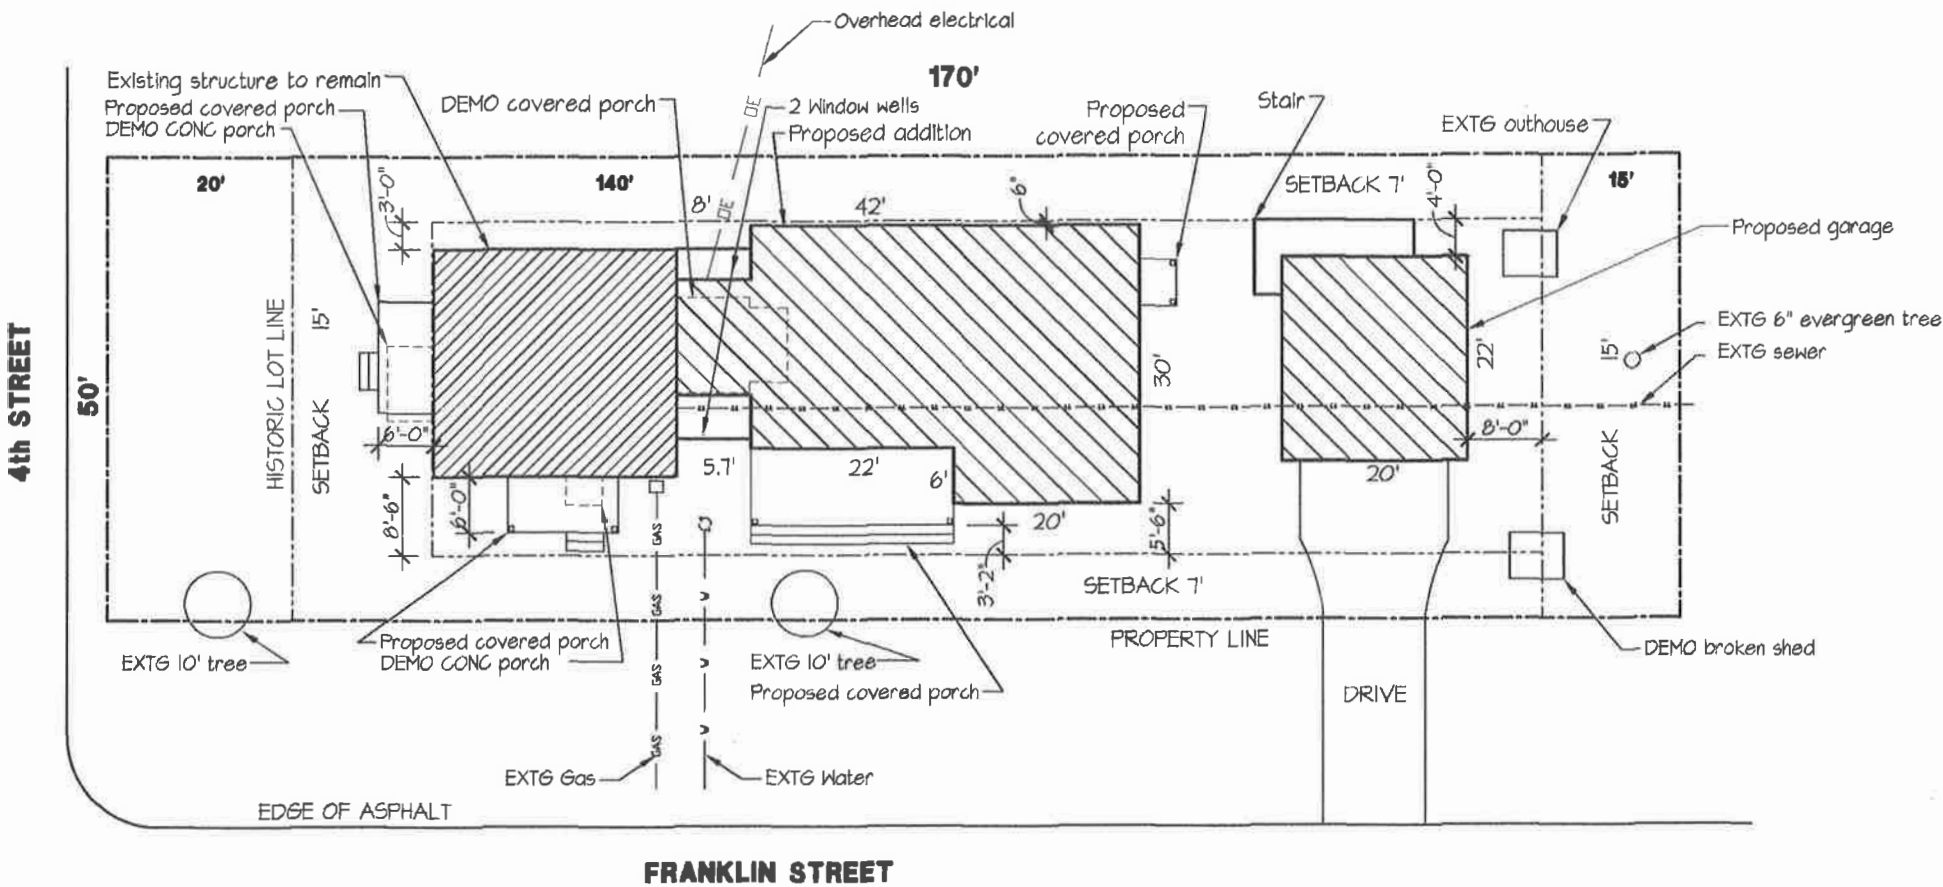 Overhead electrical
170'
Existing structure to remain
Proposed covered porch
DEMO CONC porch
DEMO covered porch
OE
2 Window wells
Proposed addition
Proposed
covered porch
Stair
EXTG outhouse
20'
3'-0"
140'
8'
OE
42'
6"
SETBACK 7'
4'-0"
15'
Proposed garage
4th STREET
50'
HISTORIC LOT LINE
SETBACK 15'
30'
22'
15'
EXTG 6" evergreen tree
EXTG sewer
6'-0"
8'-0"
SETBACK
5.7'
22'
6'
20'
8'-6"
6'-0"
GAS
20'
5'-6"
3'-2"
SETBACK 7'
GAS
W
PROPERTY LINE
DEMO broken shed
EXTG 10' tree
Proposed covered porch
DEMO CONC porch
GAS
W
EXTG 10' tree
Proposed covered porch
DRIVE
GAS
W
EXTG Gas
EXTG Water
EDGE OF ASPHALT
FRANKLIN STREET